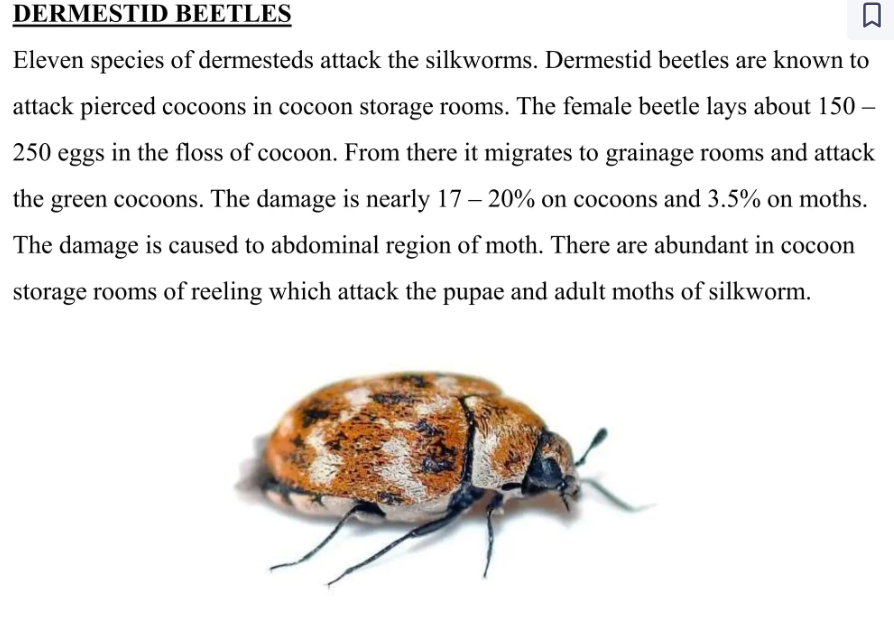 DERMESTID BEETLES
Eleven species of dermesteds attack the silkworms. Dermestid beetles are known to
attack pierced cocoons in cocoon storage rooms. The female beetle lays about 150 –
250 eggs in the floss of cocoon. From there it migrates to grainage rooms and attack
the green cocoons. The damage is nearly 17 – 20% on cocoons and 3.5% on moths.
The damage is caused to abdominal region of moth. There are abundant in cocoon
storage rooms of reeling which attack the pupae and adult moths of silkworm.